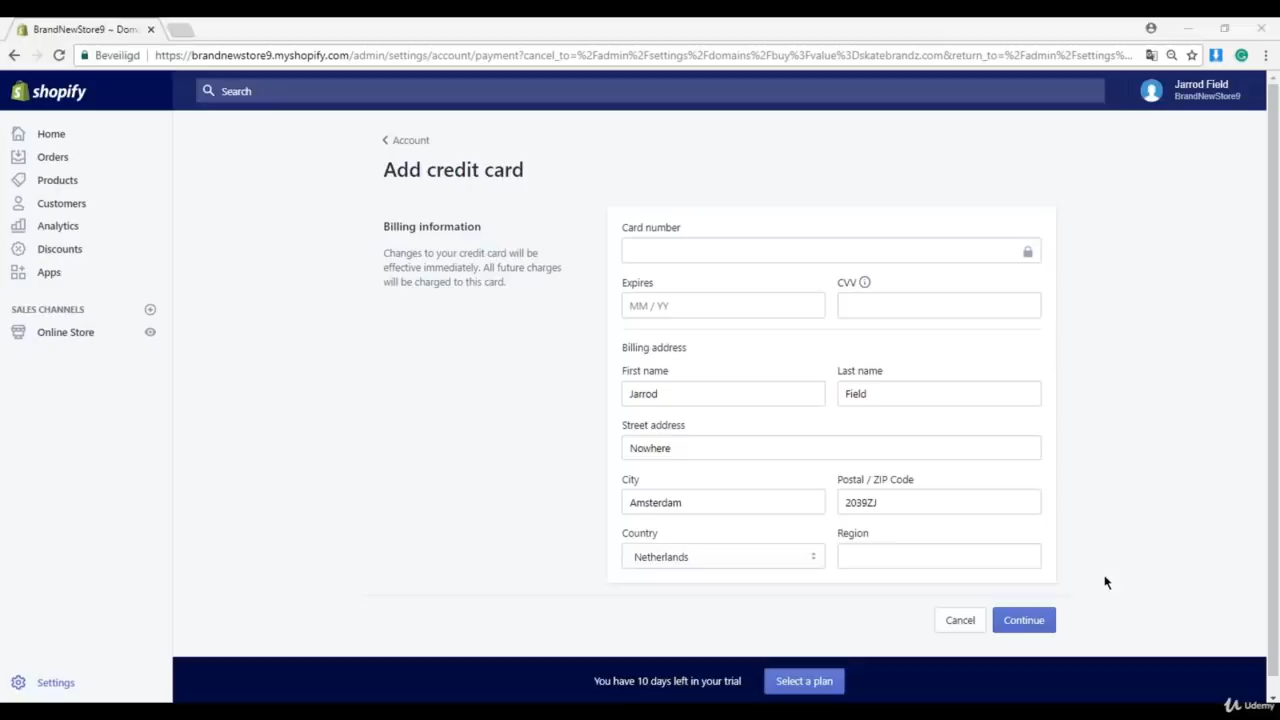 BrandNewStore9 ~ Dom
Beveiligd
https://brandnewstore9.myshopify.com/admin/settings/account/payment?cancel_to=%2Fadmin%2Fsettings%2Fdomains%2Fbuy%3Fvalue%3Dskatebrandz.com&return_to=%2Fadmin%2Fsettings%...
shopify
Search
Jarrod Field
BrandNewStore9
Home
Orders
Products
Customers
Analytics
Discounts
Apps
SALES CHANNELS
Online Store
Settings
Account
Add credit card
Billing information
Changes to your credit card will be
effective immediately. All future charges
will be charged to this card.
Card number
Expires
CVV
MM / YY
Billing address
First name
Last name
Jarrod
Field
Street address
Nowhere
City
Postal / ZIP Code
Amsterdam
2039ZJ
Country
Region
Netherlands
Cancel
Continue
You have 10 days left in your trial
Select a plan
Udemy